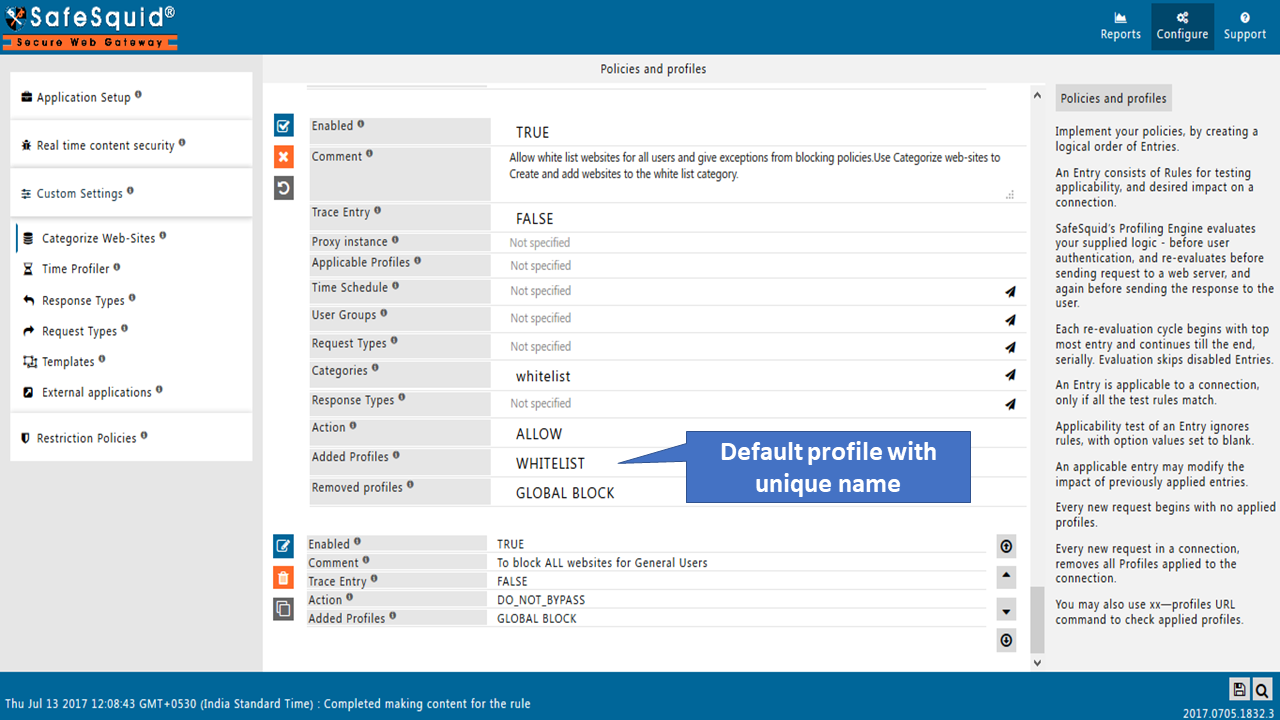 SafeSquid®
Secure Web Gateway
Reports
Configure
Support
Policies and profiles
Application Setup
Real time content security
Custom Settings
Categorize Web-Sites
Time Profiler
Response Types
Request Types
Templates
External applications
Restriction Policies
Enabled TRUE
Comment Allow white list websites for all users and give exceptions from blocking policies.Use Categorize web-sites to
Create and add websites to the white list category.
Trace Entry FALSE
Proxy instance Not specified
Applicable Profiles Not specified
Time Schedule Not specified
User Groups Not specified
Request Types Not specified
Categories whitelist
Response Types Not specified
Action ALLOW
Added Profiles WHITELIST
Removed profiles GLOBAL BLOCK
Default profile with
unique name
Enabled TRUE
Comment To block ALL websites for General Users
Trace Entry FALSE
Action DO_NOT_BYPASS
Added Profiles GLOBAL BLOCK
Policies and profiles
Implement your policies, by creating a
logical order of Entries.
An Entry consists of Rules for testing
applicability, and desired impact on a
connection.
SafeSquid's Profiling Engine evaluates
your supplied logic - before user
authentication, and re-evaluates before
sending request to a web server, and
again before sending the response to the
user.
Each re-evaluation cycle begins with top
most entry and continues till the end,
serially. Evaluation skips disabled Entries.
An Entry is applicable to a connection,
only if all the test rules match.
Applicability test of an Entry ignores
rules, with option values set to blank.
An applicable entry may modify the
impact of previously applied entries.
Every new request begins with no applied
profiles.
Every new request in a connection,
removes all Profiles applied to the
connection.
You may also use xx—profiles URL
command to check applied profiles.
Thu Jul 13 2017 12:08:43 GMT+0530 (India Standard Time) : Completed making content for the rule
2017.0705.1832.3